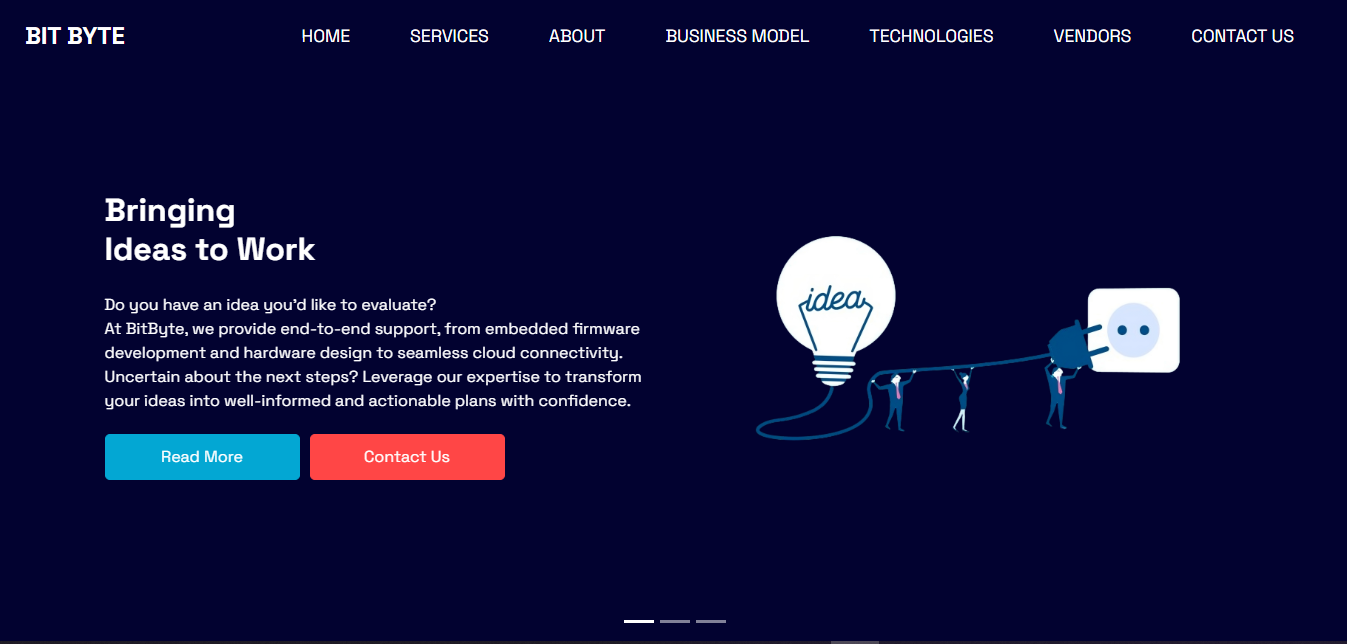 BIT BYTE
HOME
SERVICES
ABOUT
BUSINESS MODEL
TECHNOLOGIES
VENDORS
CONTACT US
Bringing
Ideas to Work
Do you have an idea you'd like to evaluate?
At BitByte, we provide end-to-end support, from embedded firmware
development and hardware design to seamless cloud connectivity.
Uncertain about the next steps? Leverage our expertise to transform
your ideas into well-informed and actionable plans with confidence.
Read More
Contact Us
idea